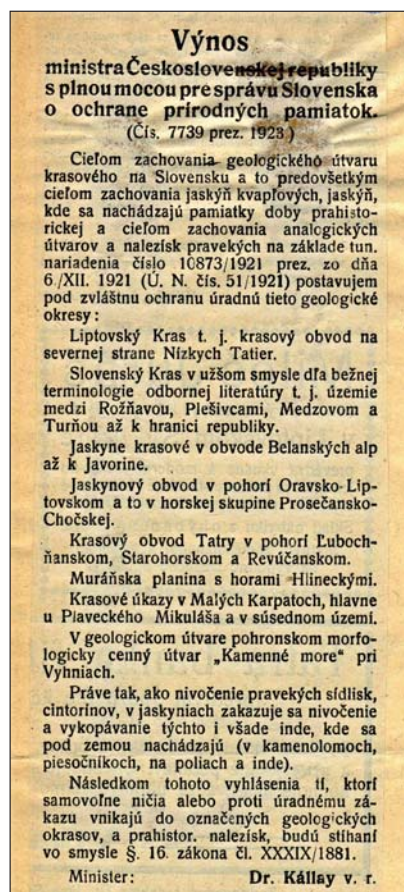 Výnos
ministra Československej republiky
s plnou mocou pre správu Slovenska
o ochrane prírodných pamiatok.
(Čís. 7739 prez. 1923)
Cieľom zachovania geologického útvaru
krasového na Slovensku a to predovšetkým
cieľom zachovania jaskýň kvapľových, jaskýň,
kde sa nachádzajú pamiatky doby prahisto-
rickej a cieľom zachovania analogických
útvarov a nalezísk pravekých na základe tun.
nariadenia číslo 10873/1921 prez. zo dňa
6./XII. 1921 (Ú. N. čís. 51/1921) postavujem
pod zvláštnu ochranu úradnú tieto geologické
okresy:
Liptovský Kras t. j. krasový obvod na
severnej strane Nízkych Tatier.
Slovenský Kras v užšom smysle dľa bežnej
terminologie odbornej literatúry t. j. územie
medzi Rožňavou, Plešivcami, Medzovom a
Turňou až k hranici republiky.
Jaskyne krasové v obvode Belanských alp
až k Javorine.
Jaskynový obvod v pohorí Oravsko-Lip-
tovskom a to v horskej skupine Prosečansko-
Chočskej.
Krasový obvod Tatry v pohorí Ľuboch-
ňanskom, Starohorskom a Revúčanskom.
Muráňska planina s horami Hlineckými.
Krasové úkazy v Malých Karpatoch, hlavne
u Plaveckého Mikuláša a v súsednom území.
V geologickom útvare pohronskom morfo-
logicky cenný útvar „Kamenné more“ pri
Vyhniach.
Práve tak, ako nivočenie pravekých sídlisk,
cintorínov, v jaskyniach zakazuje sa nivočenie
a vykopávanie týchto i všade inde, kde sa
pod zemou nachádzajú (v kamenolomoch,
piesočníkoch, na poliach a inde).
Následkom tohoto vyhlásenia tí, ktorí
samovoľne ničia alebo proti úradnému zá-
kazu vnikajú do označených geologických
okrasov, a prahistor. nalezísk, budú stíhaní
vo smysle §. 16. zákona čl. XXXIX/1881.
Minister: Dr. Kállay v. r.